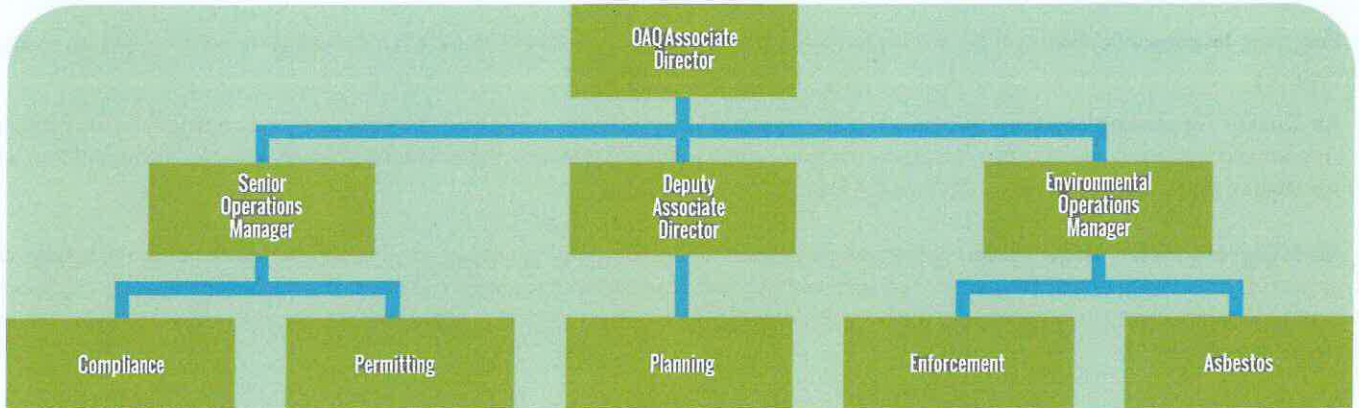 OAQ Associate
Director
Senior
Operations
Manager
Deputy
Associate
Director
Environmental
Operations
Manager
Compliance
Permitting
Planning
Enforcement
Asbestos